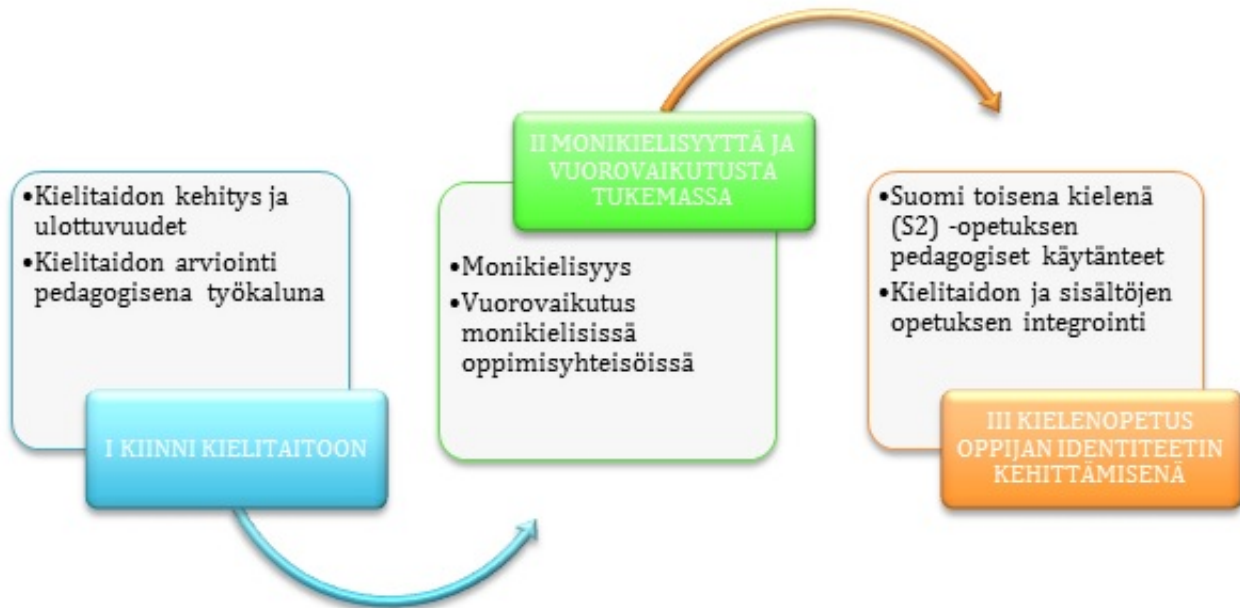 •Kielitaidon kehitys ja
ulottuvuudet
•Kielitaidon arviointi
pedagogisena työkaluna
I KIINNI KIELITAITOON
II MONIKIELISYYTTÄ JA
VUOROVAIKUTUSTA
TUKEMASSA
•Monikielisyys
•Vuorovaikutus
monikielisissä
oppimisyhteisöissä
•Suomi toisena kielenä
(S2) -opetuksen
pedagogiset käytänteet
•Kielitaidon ja sisältöjen
opetuksen integrointi
III KIELENOPETUS
OPPIJAN IDENTITEETIN
KEHITTÄMISENÄ